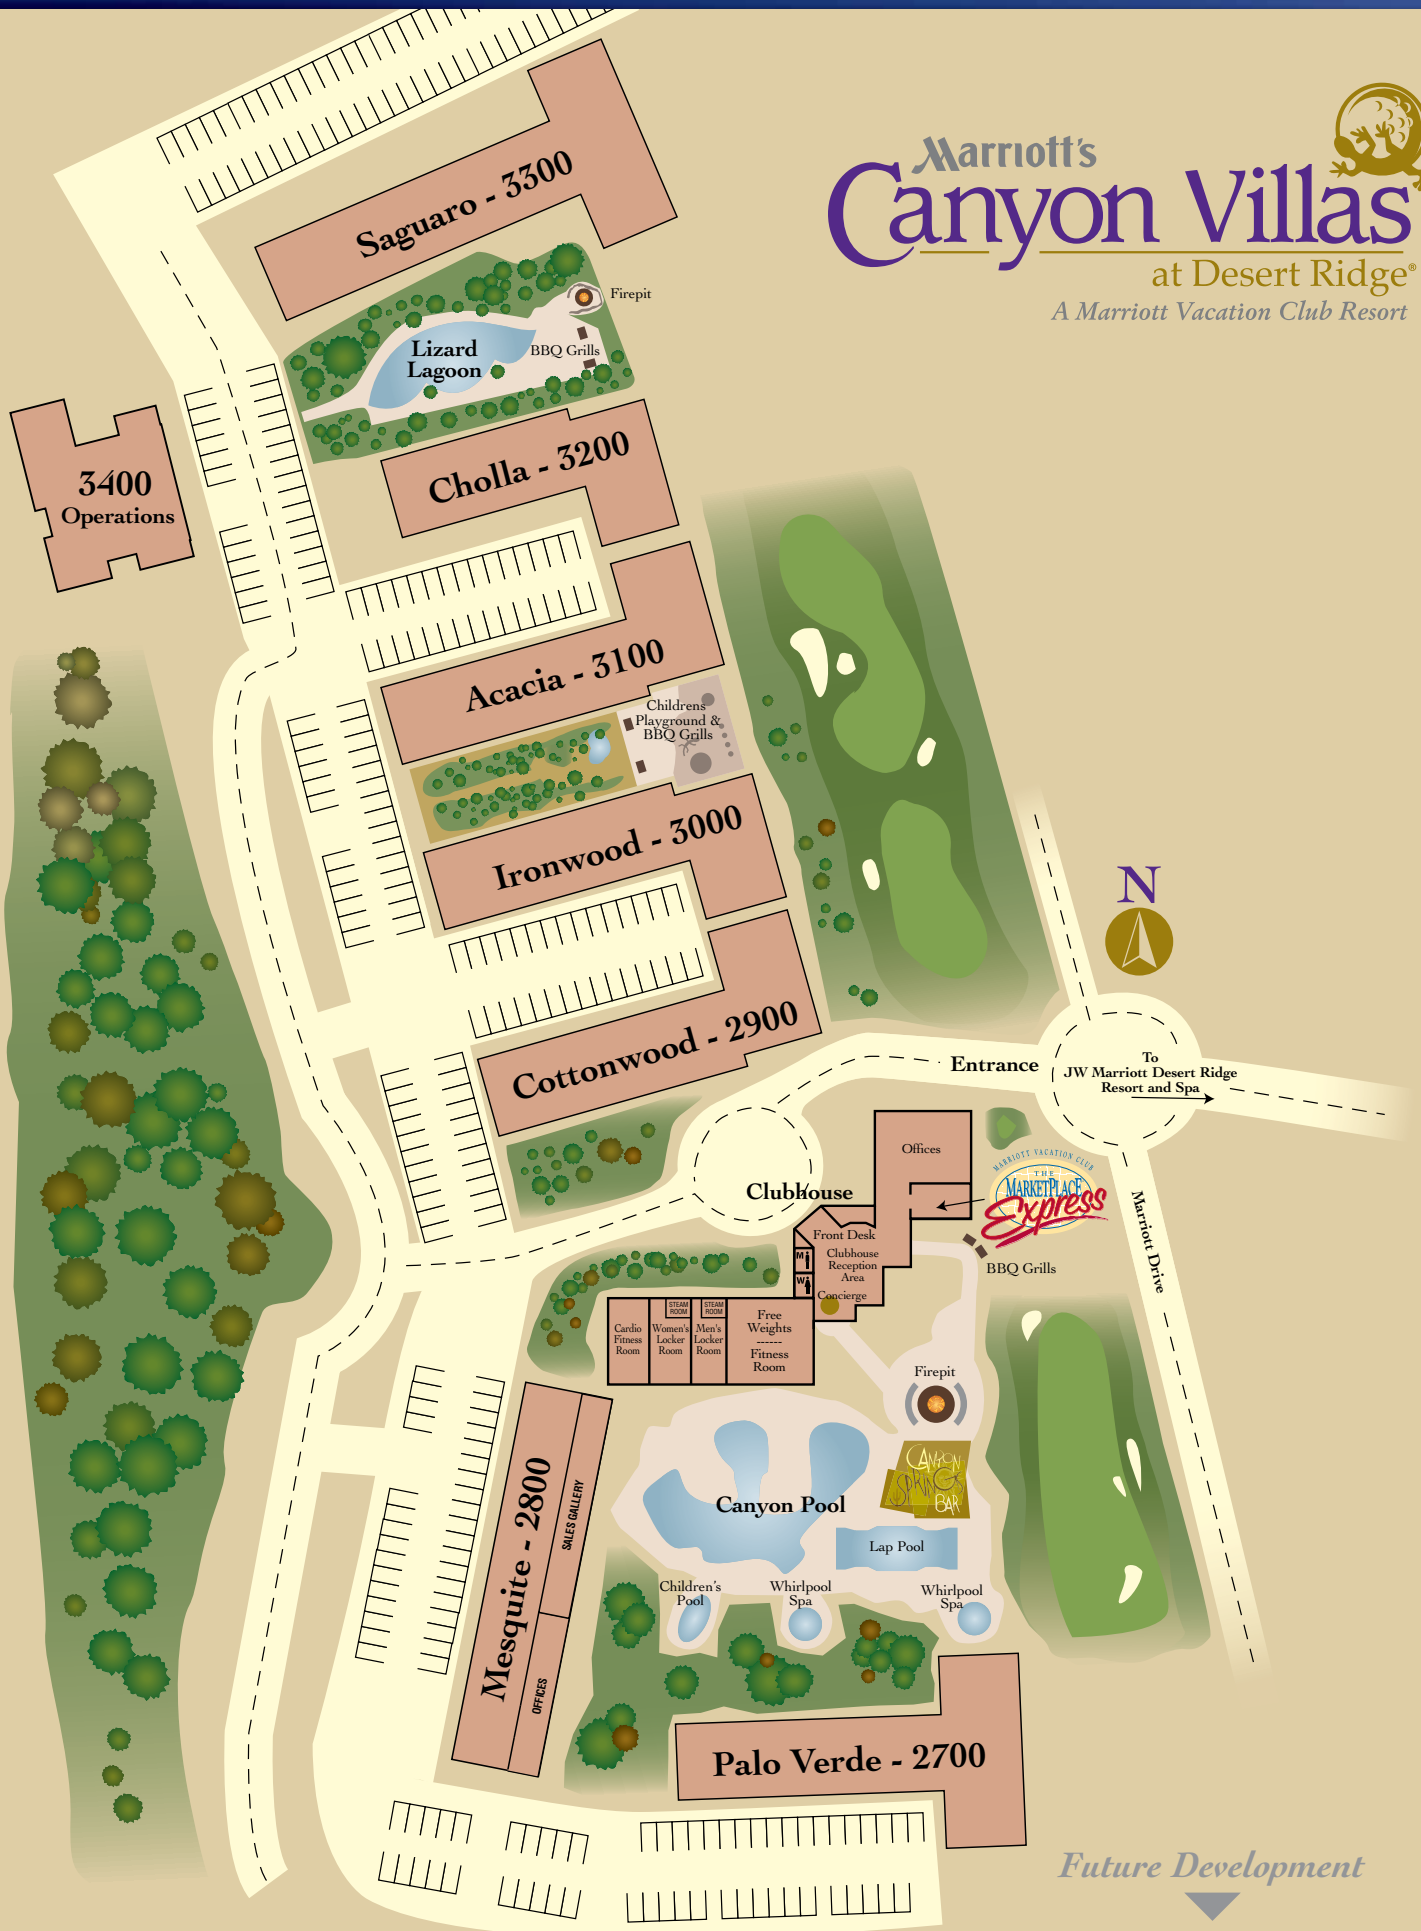 Marriott's
Canyon Villas
at Desert Ridge®
A Marriott Vacation Club Resort
Saguaro - 3300
Firepit
Lizard
Lagoon
BBQ Grills
Cholla - 3200
3400
Operations
Acacia - 3100
Childrens
Playground &
BBQ Grills
Ironwood - 3000
N
Cottonwood - 2900
Entrance
To
JW Marriott Desert Ridge
Resort and Spa
Offices
MARRIOTT VACATION CLUB
THE
MARKETPLACE
Express
Clubhouse
Marriott Drive
Front Desk
M
Clubhouse
Reception
Area
W
Concierge
BBQ Grills
STEAM
ROOM
STEAM
ROOM
Cardio
Fitness
Room
Women's
Locker
Room
Men's
Locker
Room
Free
Weights
------
Fitness
Room
Firepit
CANYON
SPRINGS
BAR
Canyon Pool
Lap Pool
Mesquite - 2800
SALES GALLERY
OFFICES
Children's
Pool
Whirlpool
Spa
Whirlpool
Spa
Palo Verde - 2700
Future Development